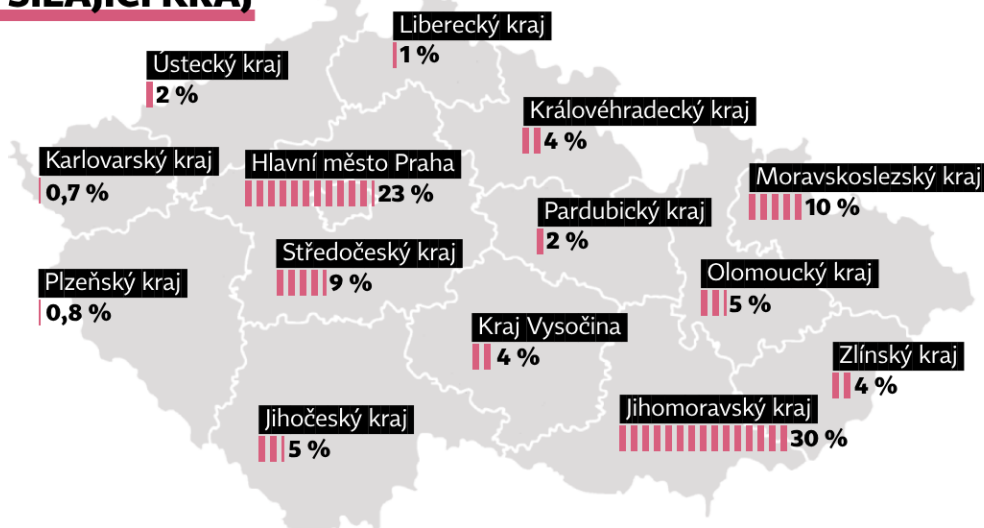 Liberecký kraj
1 %
Ústecký kraj
2 %
Královéhradecký kraj
4 %
Karlovarský kraj
0,7 %
Hlavní město Praha
23 %
Moravskoslezský kraj
10 %
Pardubický kraj
2 %
Středočeský kraj
9 %
Olomoucký kraj
5 %
Plzeňský kraj
0,8 %
Kraj Vysočina
4 %
Zlínský kraj
4 %
Jihomoravský kraj
30 %
Jihočeský kraj
5 %